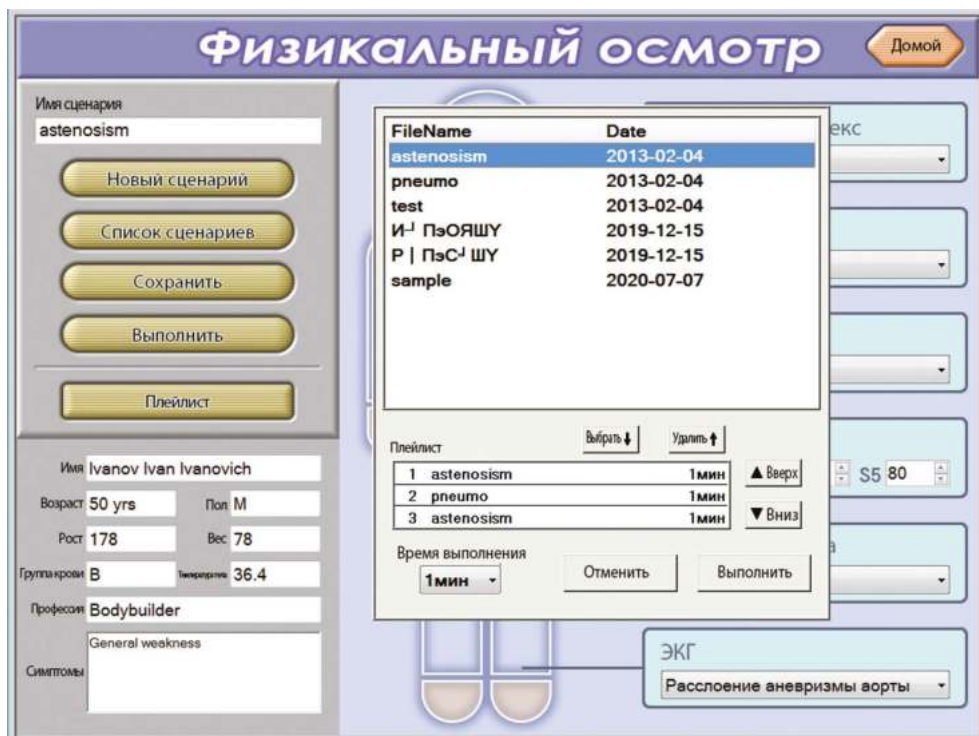 Физикальный осмотр
Домой
Имя сценария
astenosism
Новый сценарий
Список сценариев
Сохранить
Выполнить
Плейлист
Имя Ivanov Ivan Ivanovich
Возраст 50 yrs Пол M
Рост 178 Вес 78
Группа крови B Температура 36.4
Профессия Bodybuilder
Симптомы General weakness
FileName Date
astenosism 2013-02-04
pneumo 2013-02-04
test 2013-02-04
2019-12-15
2019-12-15
sample 2020-07-07
Плейлист Выбрать Удалить
1 astenosism 1мин
2 pneumo 1мин
3 astenosism 1мин
▲ Вверх
▼ Вниз
Время выполнения
1мин
Отменить Выполнить
екс
S5 80
ЭКГ
Расслоение аневризмы аорты